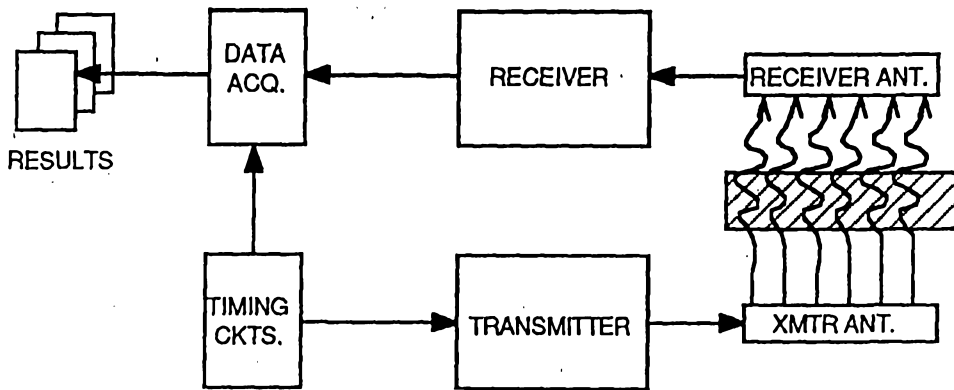 DATA
ACQ.
RECEIVER
RECEIVER ANT.
RESULTS
TIMING
CKTS.
TRANSMITTER
XMTR ANT.